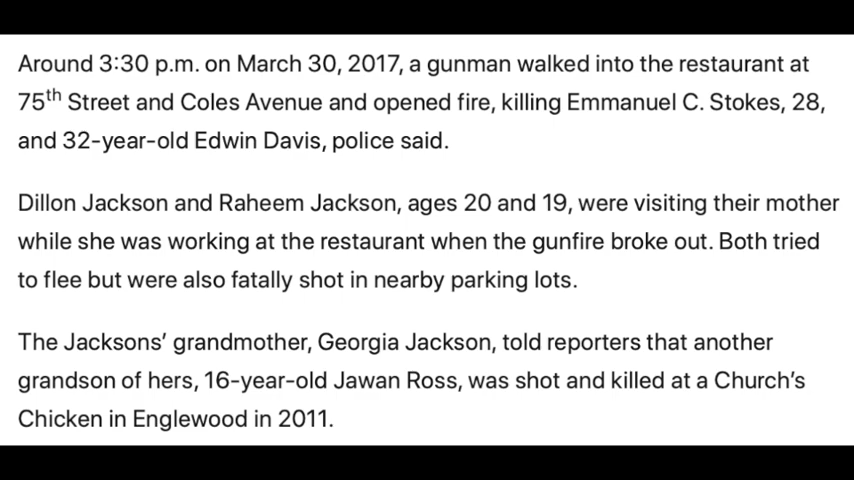 Around 3:30 p.m. on March 30, 2017, a gunman walked into the restaurant at
75th Street and Coles Avenue and opened fire, killing Emmanuel C. Stokes, 28,
and 32-year-old Edwin Davis, police said.
Dillon Jackson and Raheem Jackson, ages 20 and 19, were visiting their mother
while she was working at the restaurant when the gunfire broke out. Both tried
to flee but were also fatally shot in nearby parking lots.
The Jacksons’ grandmother, Georgia Jackson, told reporters that another
grandson of hers, 16-year-old Jawan Ross, was shot and killed at a Church’s
Chicken in Englewood in 2011.